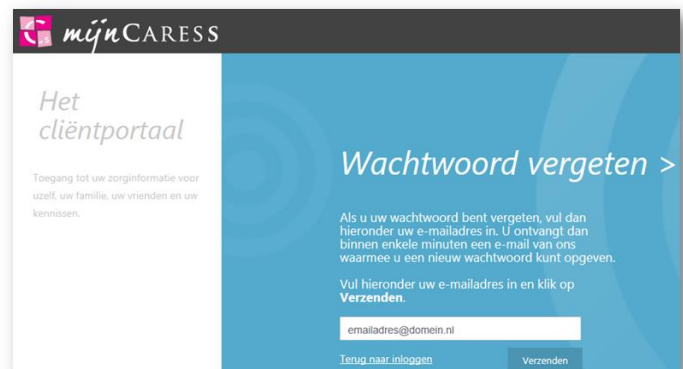 mijnCaress
Het
cliëntportaal
Toegang tot uw zorginformatie voor
uzelf, uw familie, uw vrienden en uw
kennissen.
Wachtwoord vergeten >
Als u uw wachtwoord bent vergeten, vul dan
hieronder uw e-mailadres in. U ontvangt dan
binnen enkele minuten een e-mail van ons
waarmee u een nieuw wachtwoord kunt opgeven.
Vul hieronder uw e-mailadres in en klik op
Verzenden.
emailadres@domein.nl
Terug naar inloggen
Verzenden